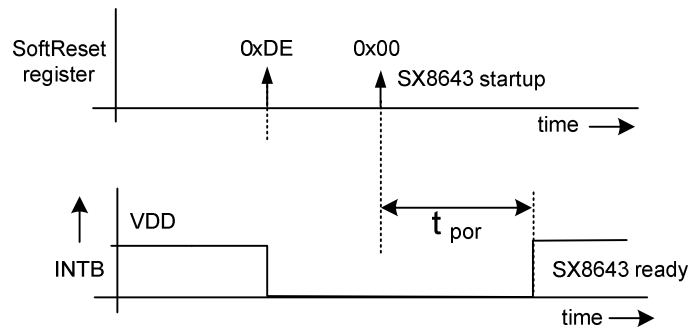 SoftReset
register
0xDE
0x00
SX8643 startup
time
VDD
t por
INTB
SX8643 ready
time